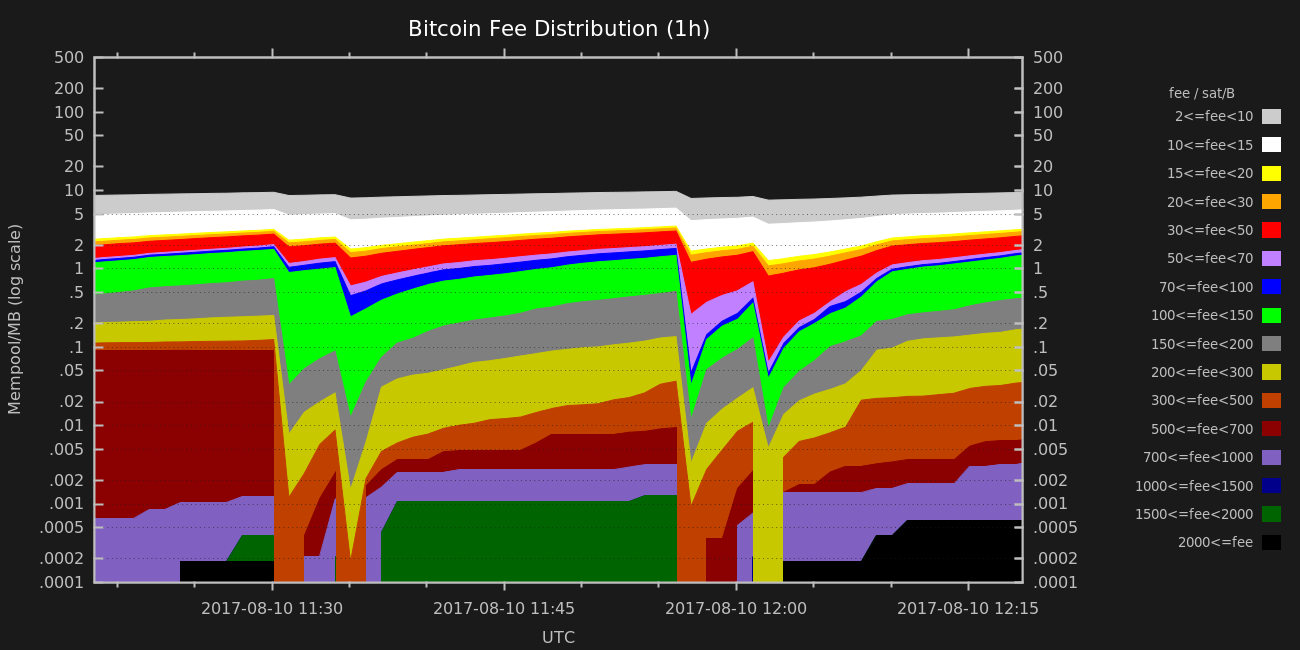 Bitcoin Fee Distribution (1h)
Mempool/MB (log scale)
500
200
100
50
20
10
5
2
1
.5
.2
.1
.05
.02
.01
.005
.002
.001
.0005
.0002
.0001
500
200
100
50
20
10
5
2
1
.5
.2
.1
.05
.02
.01
.005
.002
.001
.0005
.0002
.0001
fee / sat/B
2<=fee<10
10<=fee<15
15<=fee<20
20<=fee<30
30<=fee<50
50<=fee<70
70<=fee<100
100<=fee<150
150<=fee<200
200<=fee<300
300<=fee<500
500<=fee<700
700<=fee<1000
1000<=fee<1500
1500<=fee<2000
2000<=fee
2017-08-10 11:30 2017-08-10 11:45 2017-08-10 12:00 2017-08-10 12:15
UTC